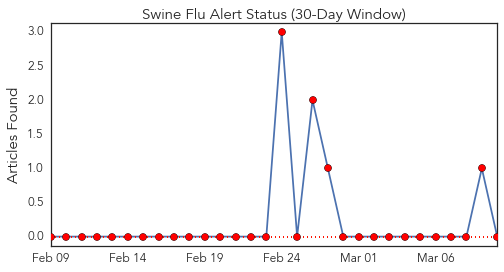 Swine Flu Alert Status (30-Day Window)
Articles Found
3.0
2.5
2.0
1.5
1.0
0.5
0.0
Feb 09 Feb 14 Feb 19 Feb 24 Mar 01 Mar 06